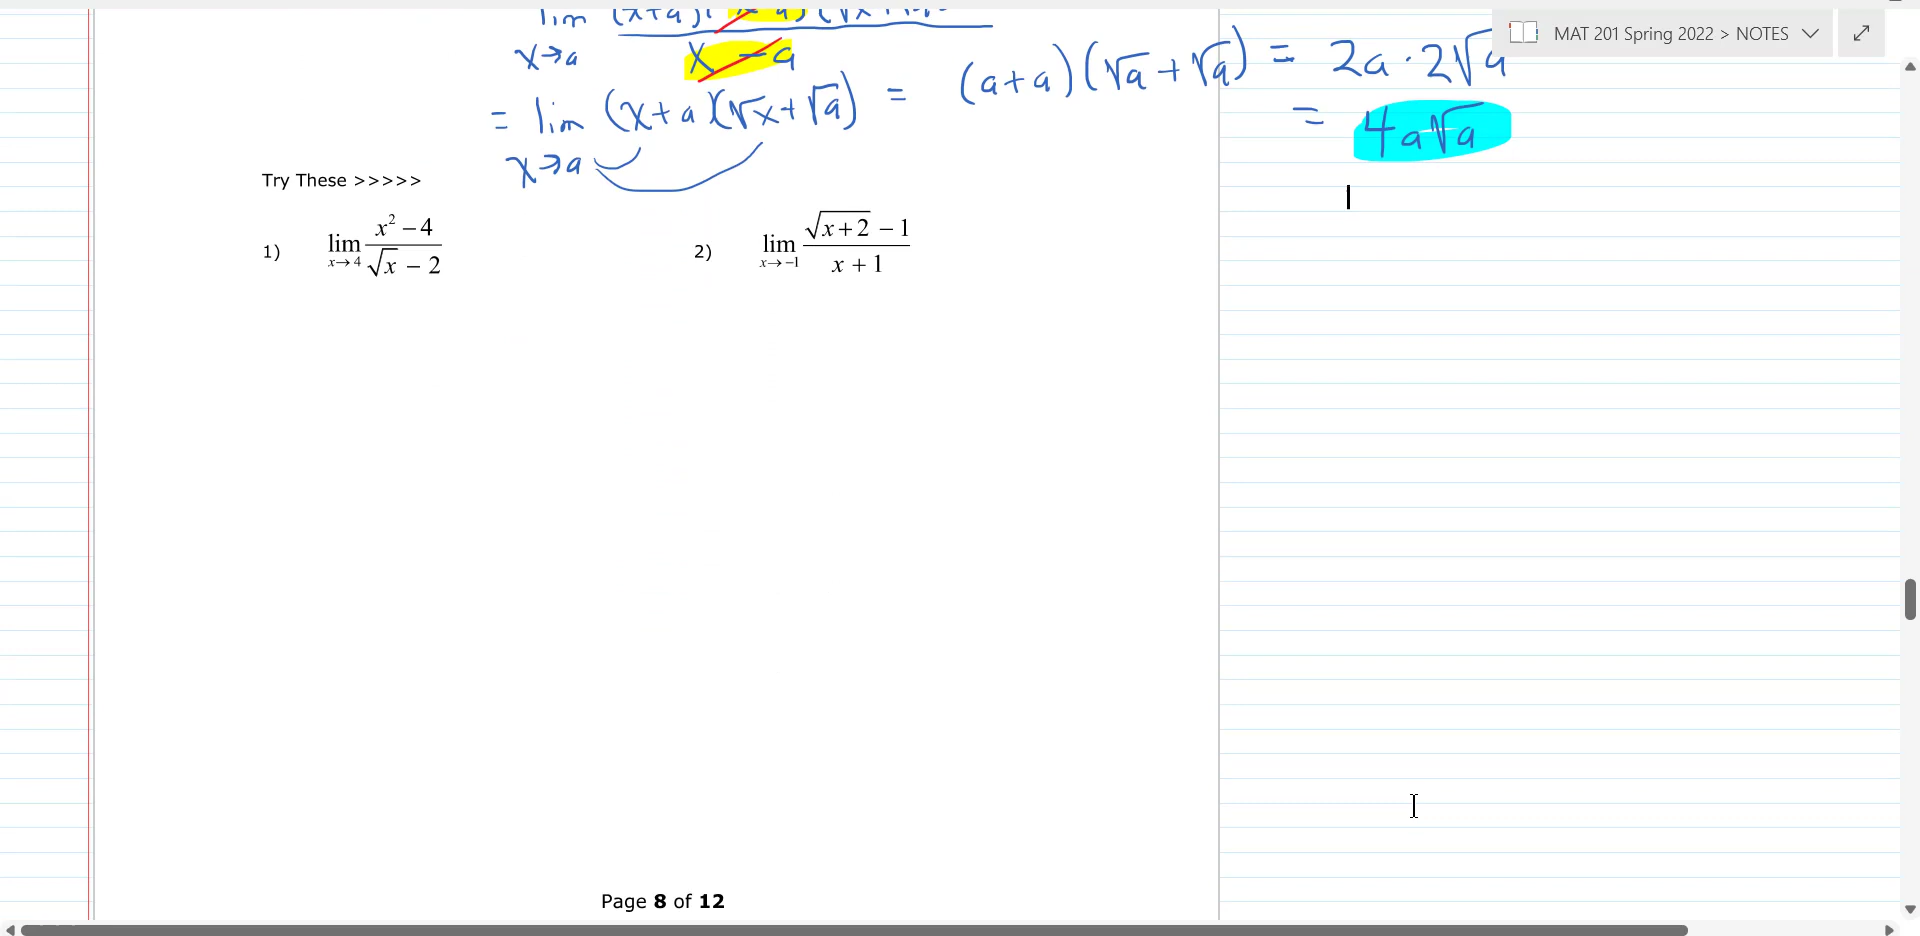 lim (x+a)(x-a)(√x+√a)
x→a x - a
MAT 201 Spring 2022 > NOTES
= lim (x+a)(√x+√a) = (a+a)(√a+√a) = 2a·2√a
x→a
= 4a√a
Try These >>>>>
1) lim x→4 (x² – 4)/(√x – 2)
2) lim x→–1 (√(x+2) – 1)/(x + 1)
Page 8 of 12